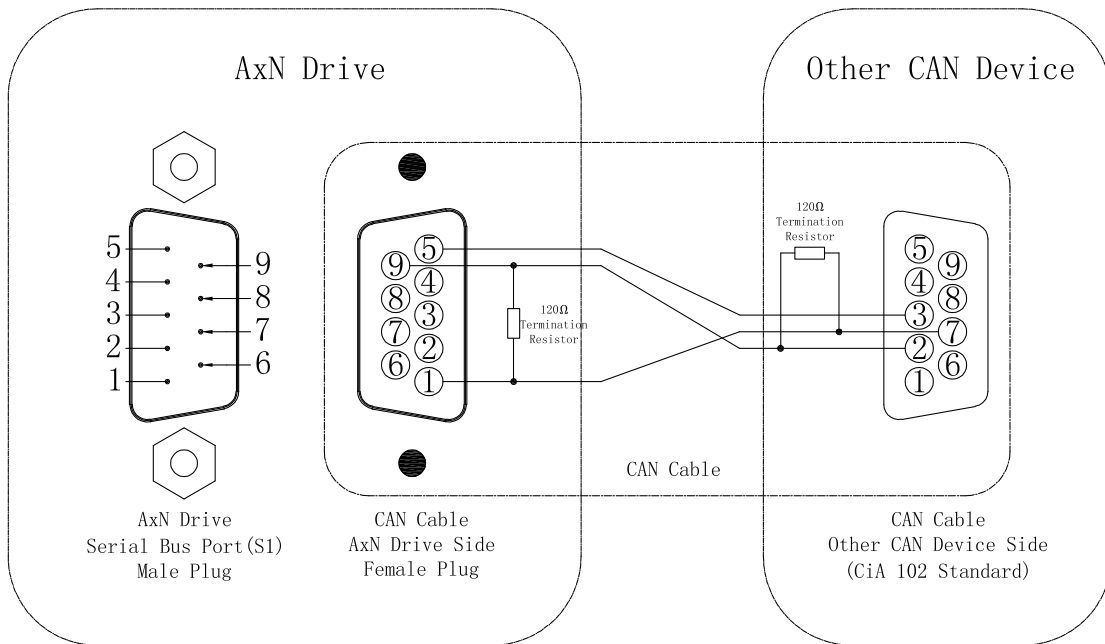 AxN Drive
Other CAN Device
5
4
3
2
1
9
8
7
6
5
4
3
2
1
9
8
7
6
120Ω
Termination
Resistor
120Ω
Termination
Resistor
5
4
3
2
1
9
8
7
6
CAN Cable
AxN Drive
Serial Bus Port(S1)
Male Plug
CAN Cable
AxN Drive Side
Female Plug
CAN Cable
Other CAN Device Side
(CiA 102 Standard)